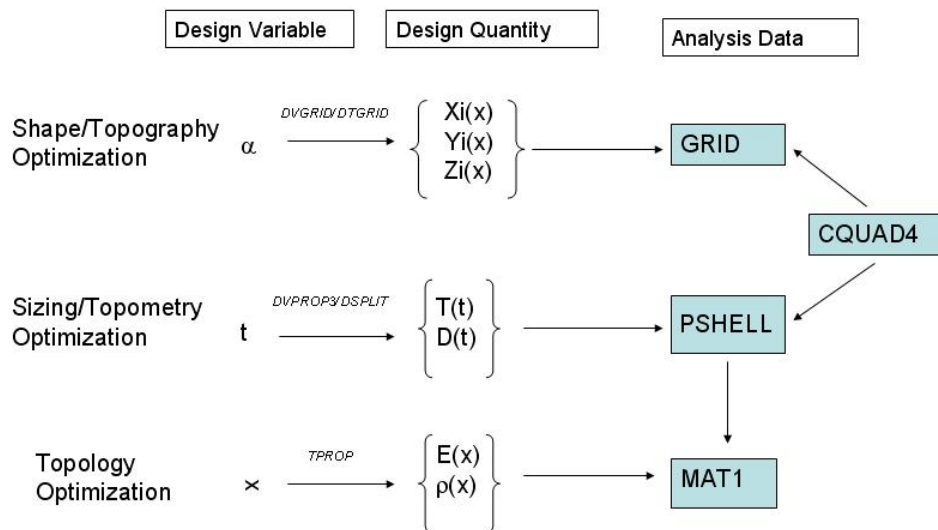 Design Variable
Design Quantity
Analysis Data
Shape/Topography
Optimization
α
DVGRID/DTGRID
Xi(x)
Yi(x)
Zi(x)
GRID
CQUAD4
Sizing/Topometry
Optimization
t
DVPROP3/DSPLIT
T(t)
D(t)
PSHELL
Topology
Optimization
x
TPROP
E(x)
ρ(x)
MAT1